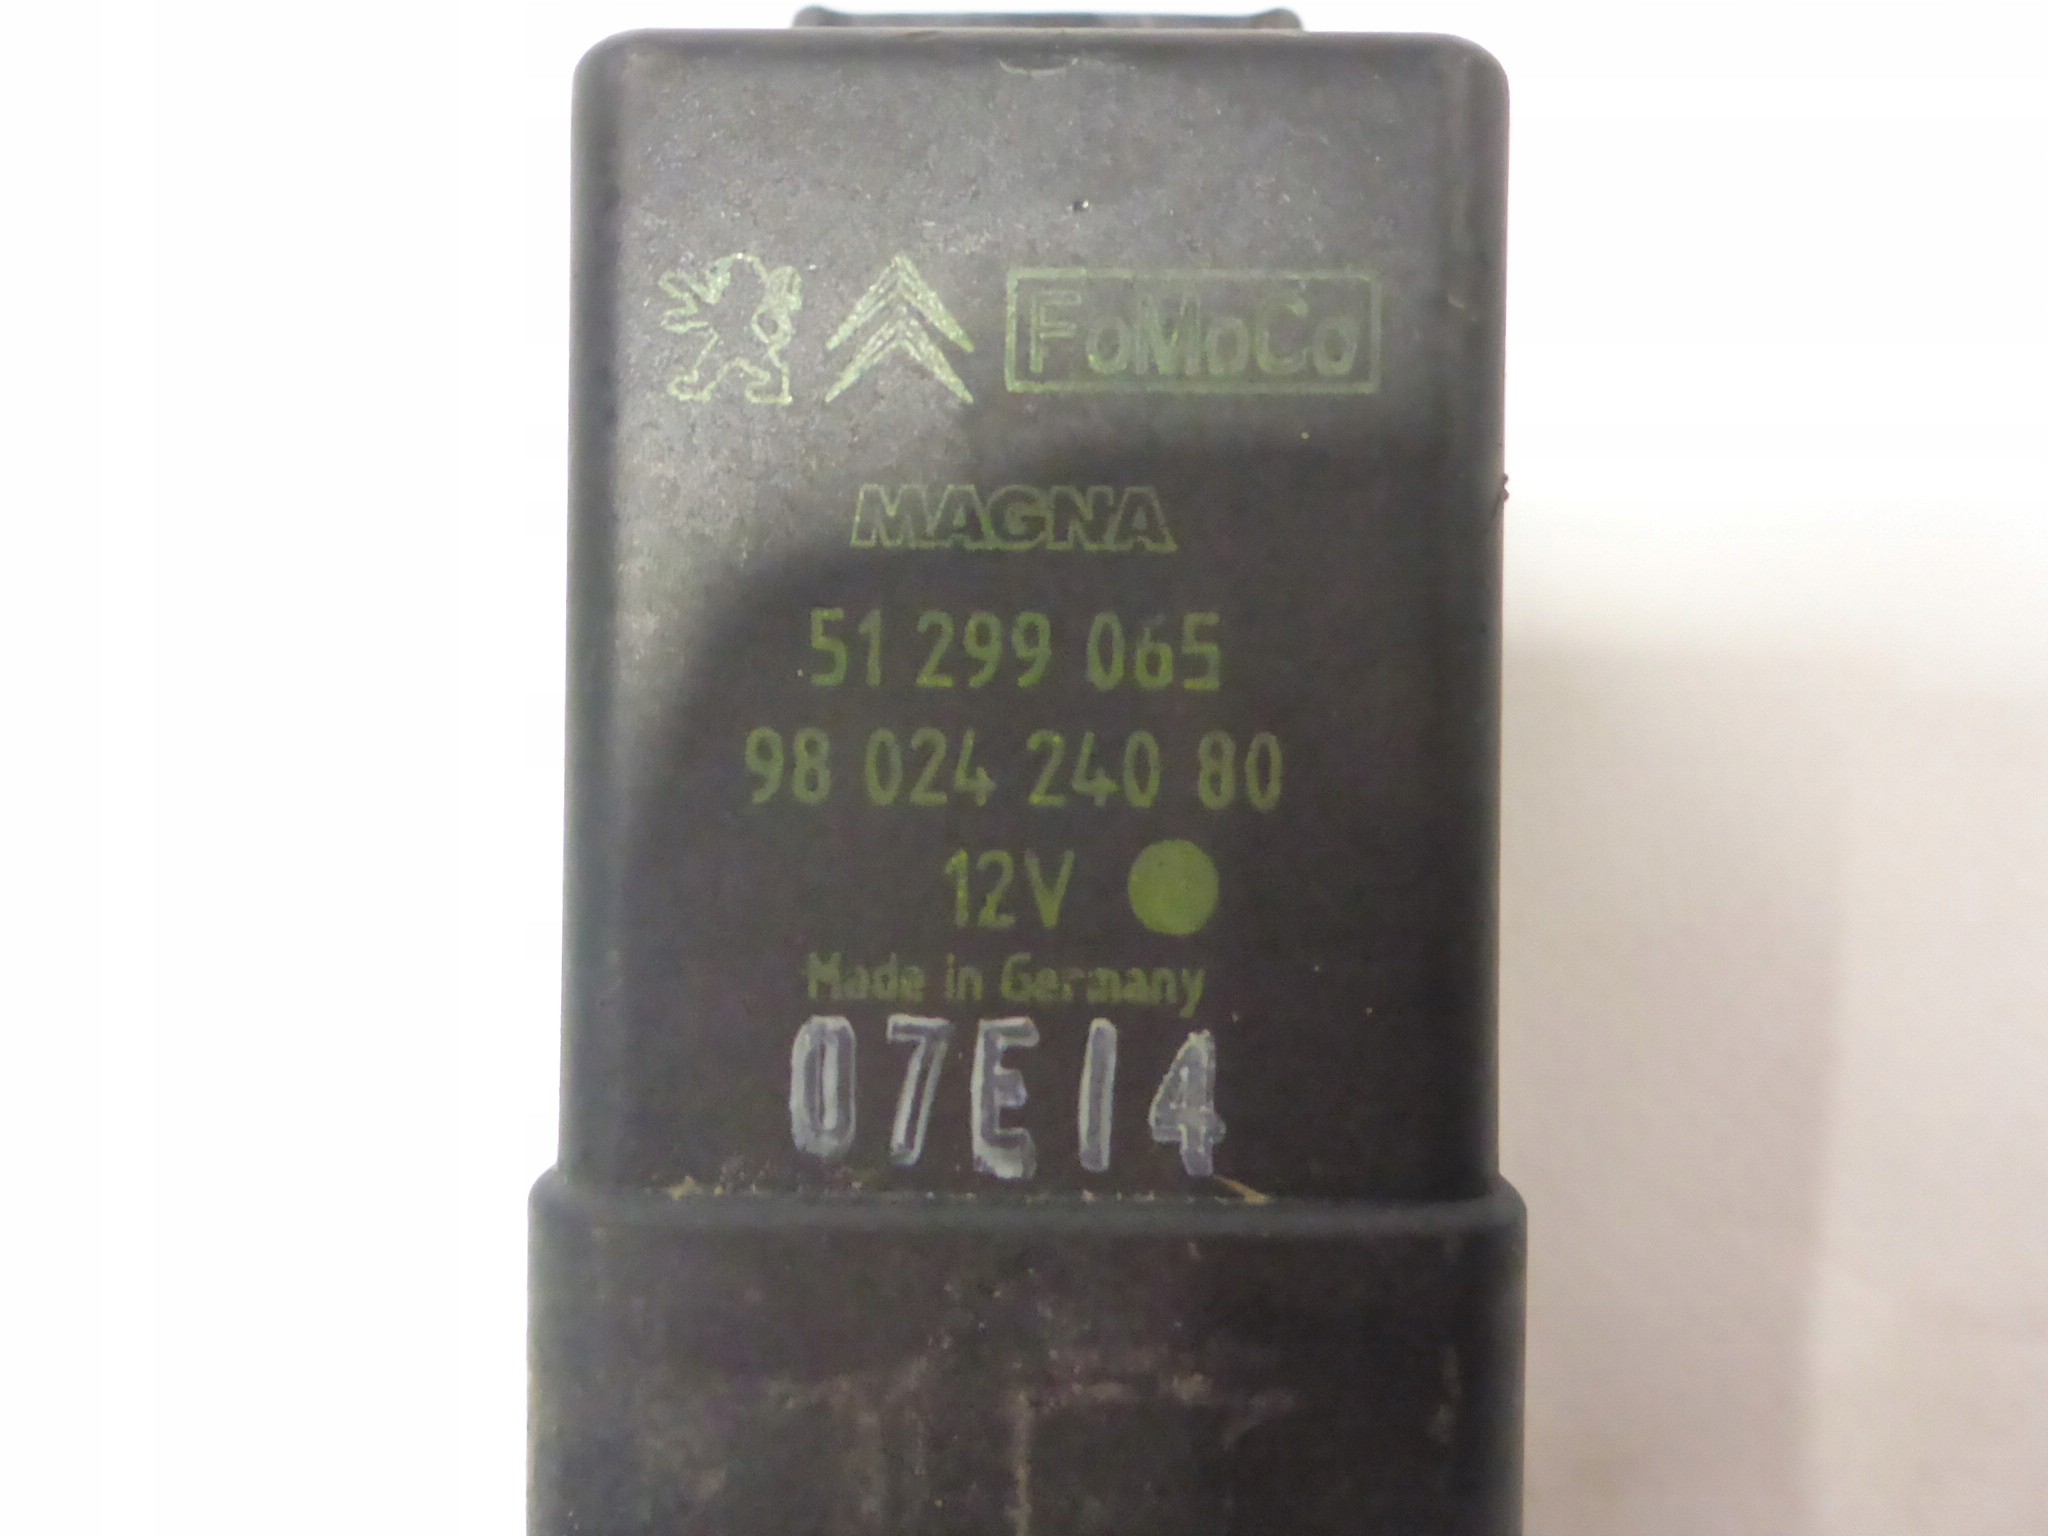 FoMoCo
MAGNA
51 299 065
98 024 240 80
12V
Made in Germany
07E14